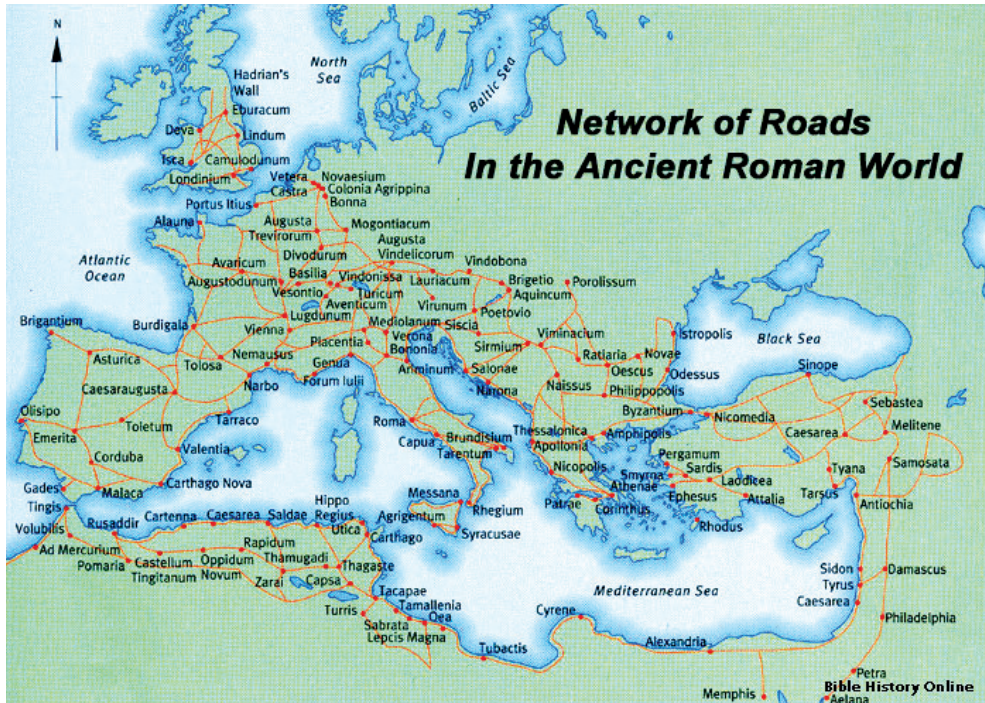 N
North
Sea
Baltic Sea
Network of Roads
In the Ancient Roman World
Hadrian's
Wall
Eburacum
Deva
Lindum
Isca
Camulodunum
Londinium
Vetera
Castra
Novaesium
Colonia Agrippina
Bonna
Portus Itius
Alauna
Augusta
Trevirorum
Mogontiacum
Atlantic
Ocean
Divodurum
Augusta
Vindelicorum
Vindobona
Avaricum
Augustodunum
Basilia
Vindonissa
Lauriacum
Brigetio
Aquincum
Porolissum
Vesontio
Turicum
Aventicum
Virunum
Poetovio
Lugdunum
Brigantium
Burdigala
Vienna
Mediolanum
Siscia
Verona
Placentia
Bononia
Sirmium
Viminacium
Istropolis
Black Sea
Asturica
Tolosa
Nemausus
Genua
Ariminum
Salonae
Ratiaria
Novae
Oescus
Odessus
Sinope
Caesaraugusta
Narbo
Forum Iulii
Narona
Naissus
Philippopolis
Sebastea
Olisipo
Emerita
Toletum
Tarraco
Roma
Capua
Brundisium
Tarentum
Thessalonica
Apollonia
Amphipolis
Byzantium
Nicomedia
Caesarea
Melitene
Corduba
Valentia
Pergamum
Sardis
Smyrna
Laodicea
Tyana
Samosata
Nicopolis
Athenae
Gades
Malaca
Carthago Nova
Messana
Rhegium
Patrae
Corinthus
Ephesus
Attalia
Tarsus
Antiochia
Tingis
Volubilis
Rusaddir
Cartenna
Caesarea
Saldae
Hippo
Regius
Utica
Carthago
Agrigentum
Syracusae
Rhodus
Ad Mercurium
Pomaria
Castellum
Tingitanum
Oppidum
Novum
Rapidum
Thamugadi
Zarai
Thagaste
Capsa
Mediterranean Sea
Sidon
Tyrus
Caesarea
Damascus
Tacapae
Turris
Tamallenia
Oea
Sabrata
Lepcis Magna
Cyrene
Tubactis
Alexandria
Philadelphia
Memphis
Petra
Aelana
Bible History Online